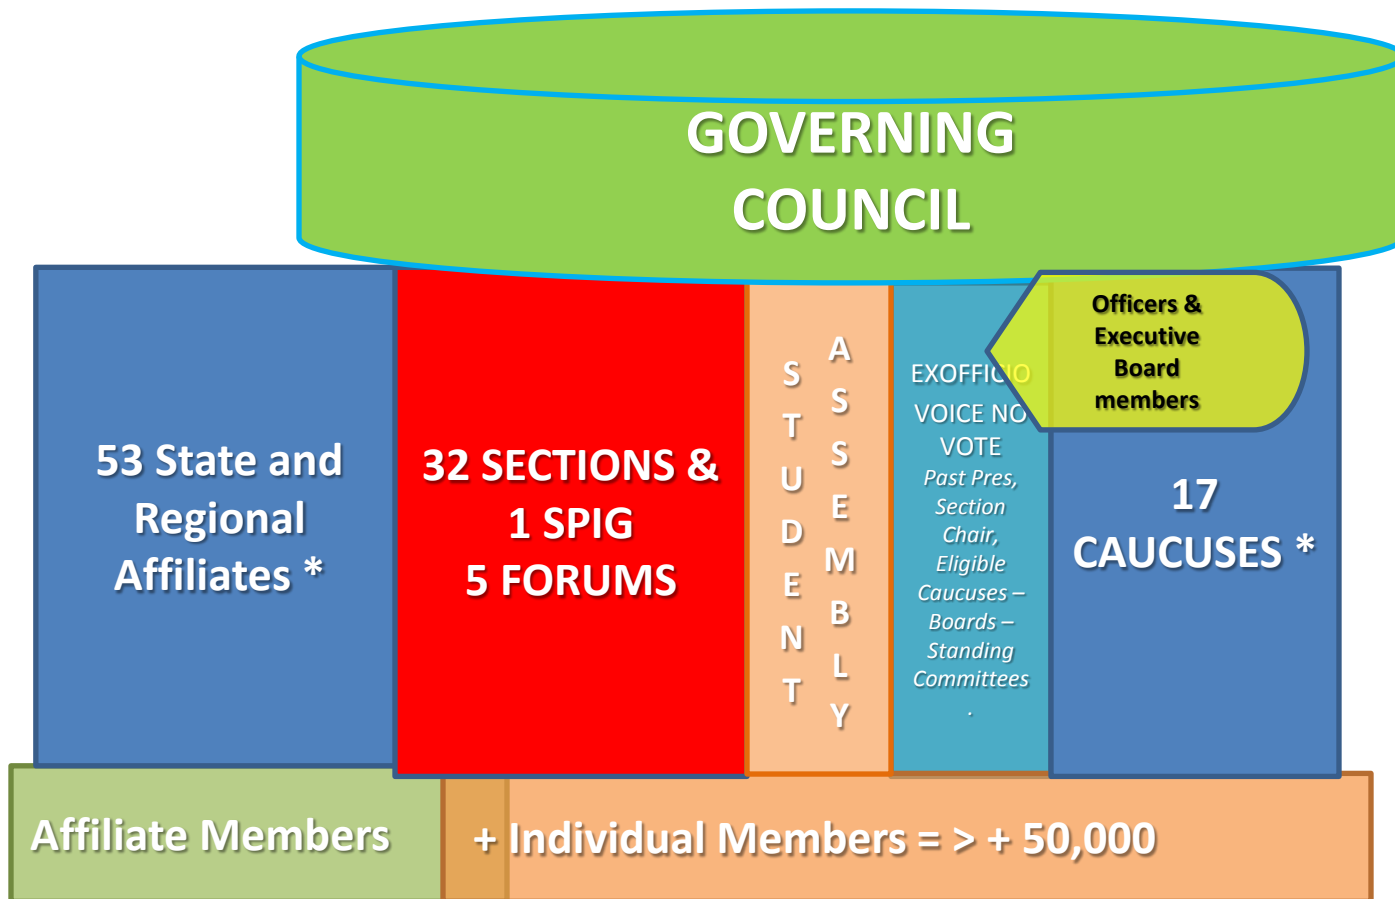 GOVERNING
COUNCIL
53 State and
Regional
Affiliates *
32 SECTIONS &
1 SPIG
5 FORUMS
STUDENT
ASSEMBLY
EXOFFICIO
VOICE NO
VOTE
Past Pres,
Section
Chair,
Eligible
Caucuses –
Boards –
Standing
Committees
.
Officers &
Executive
Board
members
17
CAUCUSES *
Affiliate Members
+ Individual Members = > + 50,000